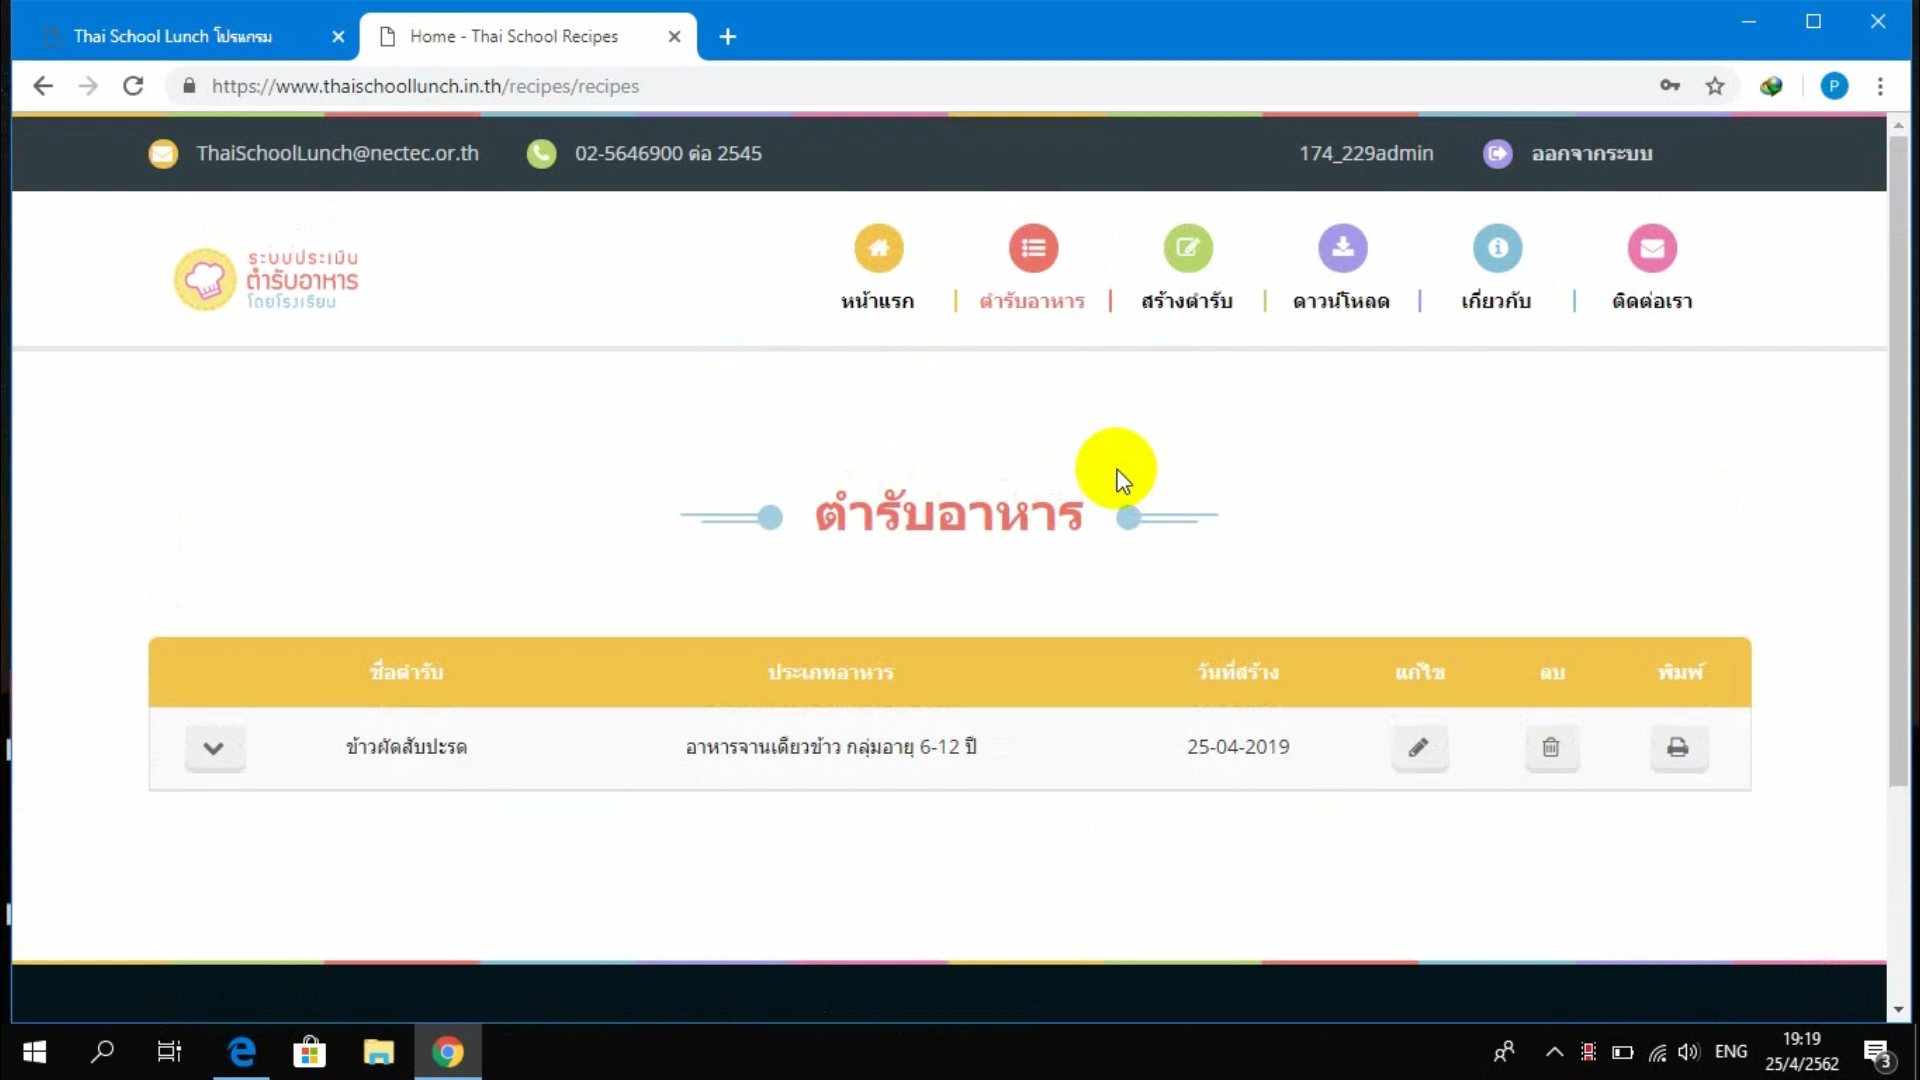 Thai School Lunch โปรแกรม
Home - Thai School Recipes
https://www.thaischoollunch.in.th/recipes/recipes
P
ThaiSchoolLunch@nectec.or.th
02-5646900 ต่อ 2545
174_229admin
ออกจากระบบ
ระบบประเมิน
ตำรับอาหาร
โดยโรงเรียน
หน้าแรก
ตำรับอาหาร
สร้างตำรับ
ดาวน์โหลด
เกี่ยวกับ
ติดต่อเรา
ตำรับอาหาร
ชื่อตำรับ ประเภทอาหาร วันที่สร้าง แก้ไข ลบ พิมพ์
ข้าวผัดสับปะรด อาหารจานเดียวข้าว กลุ่มอายุ 6-12 ปี 25-04-2019
ENG
19:19
25/4/2562
3